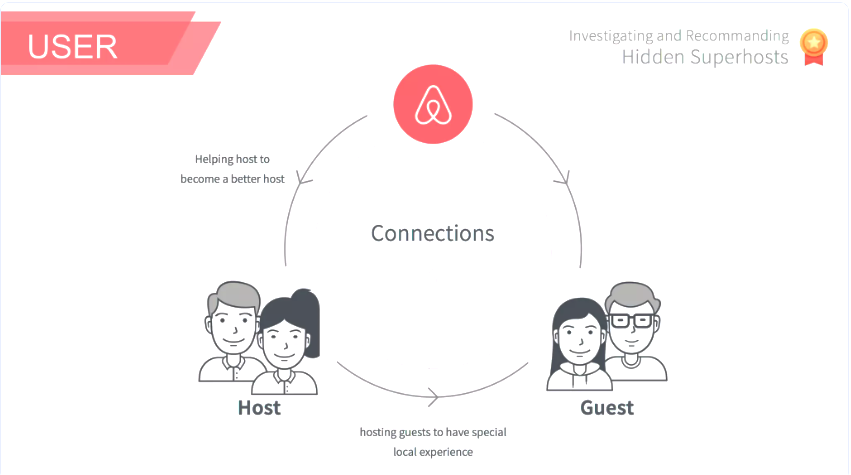 USER
Investigating and Recommanding
Hidden Superhosts
Helping host to
become a better host
Connections
Host
Guest
hosting guests to have special
local experience